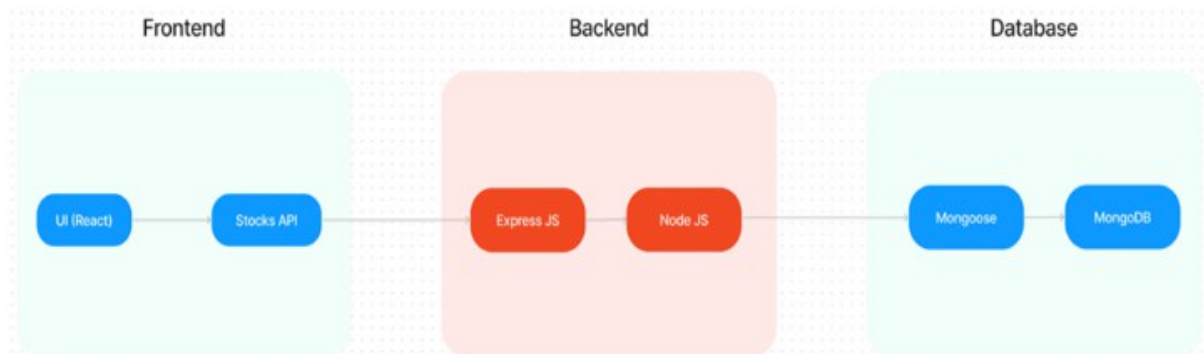 Frontend
Backend
Database
UI (React)
Stocks API
Express JS
Node JS
Mongoose
MongoDB